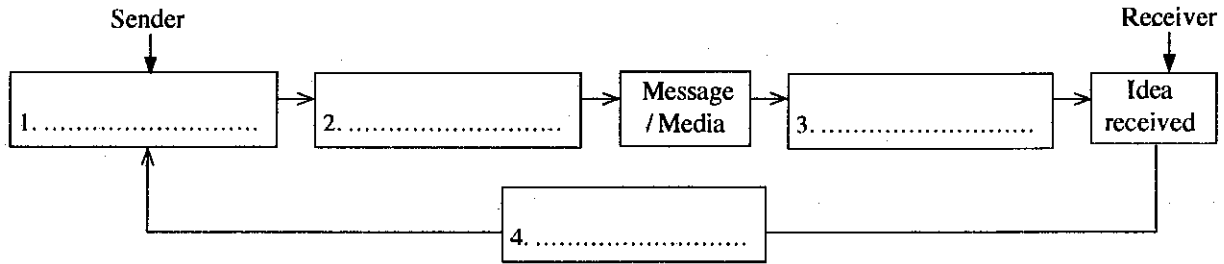 Sender
Receiver
1. ................................
2. ................................
Message
/ Media
3. ................................
Idea
received
4. ................................